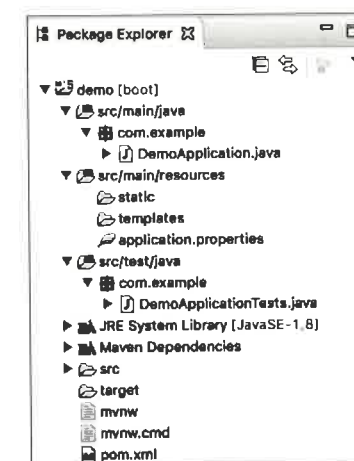 Package Explorer
demo [boot]
src/main/java
com.example
DemoApplication.java
src/main/resources
static
templates
application.properties
src/test/java
com.example
DemoApplicationTests.java
JRE System Library [JavaSE-1.8]
Maven Dependencies
src
target
mvnw
mvnw.cmd
pom.xml